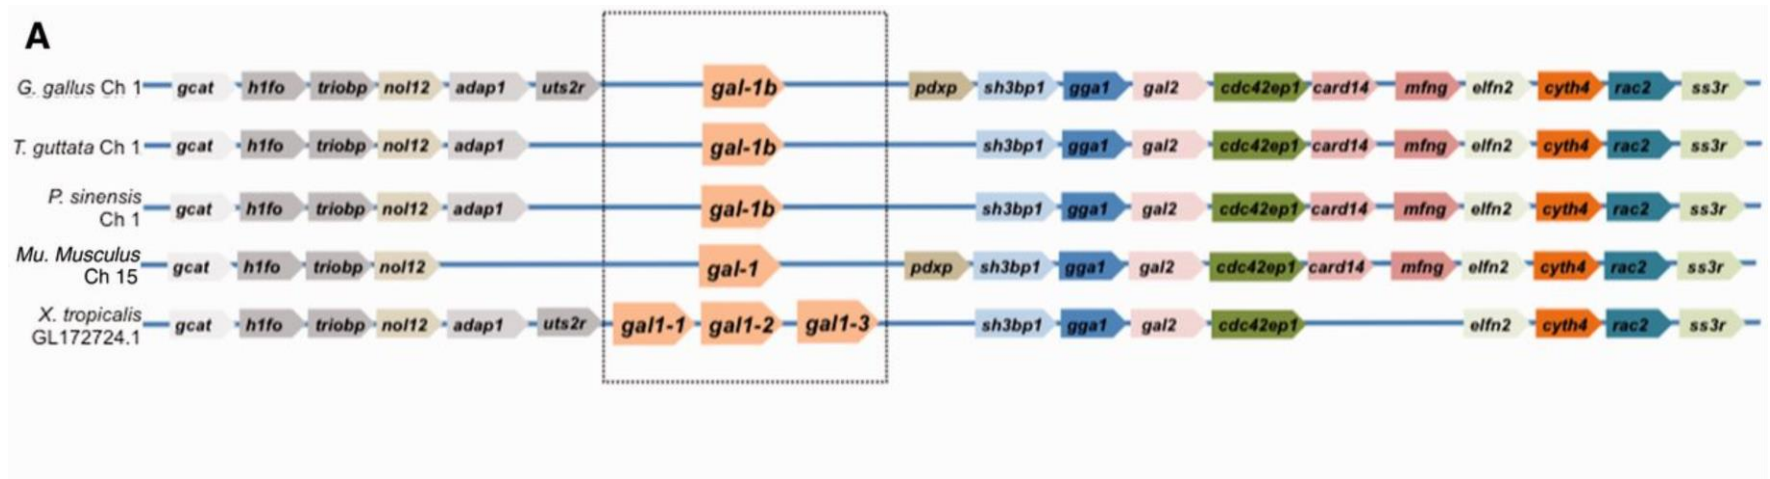 A
G. gallus Ch 1 gcat h1fo triobp nol12 adap1 uts2r gal-1b pdxp sh3bp1 gga1 gal2 cdc42ep1 card14 mfng elfn2 cyth4 rac2 ss3r
T. guttata Ch 1 gcat h1fo triobp nol12 adap1 gal-1b sh3bp1 gga1 gal2 cdc42ep1 card14 mfng elfn2 cyth4 rac2 ss3r
P. sinensis
Ch 1 gcat h1fo triobp nol12 adap1 gal-1b sh3bp1 gga1 gal2 cdc42ep1 card14 mfng elfn2 cyth4 rac2 ss3r
Mu. Musculus
Ch 15 gcat h1fo triobp nol12 gal-1 pdxp sh3bp1 gga1 gal2 cdc42ep1 card14 mfng elfn2 cyth4 rac2 ss3r
X. tropicalis
GL172724.1 gcat h1fo triobp nol12 adap1 uts2r gal1-1 gal1-2 gal1-3 sh3bp1 gga1 gal2 cdc42ep1 elfn2 cyth4 rac2 ss3r